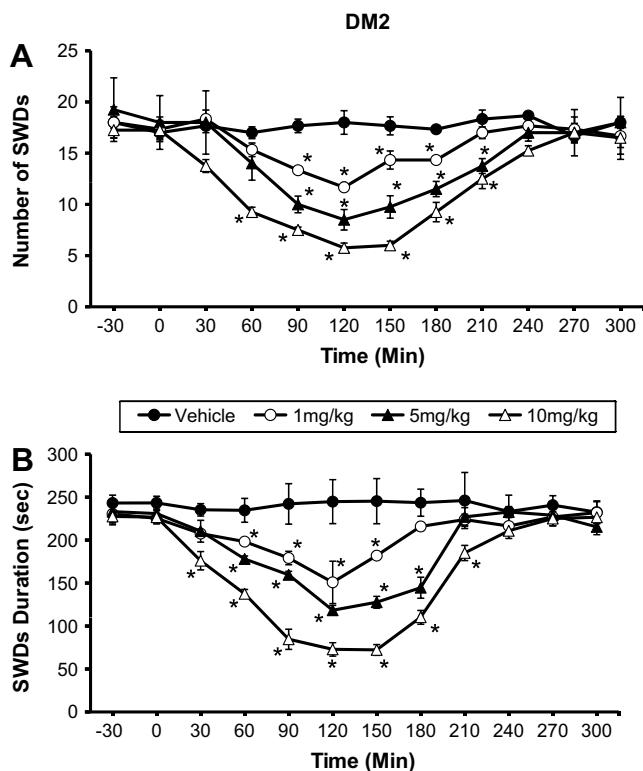 DM2
A
Number of SWDs
25
20
15
10
5
0
-30 0 30 60 90 120 150 180 210 240 270 300
Time (Min)
* * * *
* * * * *
* * * * * *
Vehicle 1mg/kg 5mg/kg 10mg/kg
B
SWDs Duration (sec)
300
250
200
150
100
50
0
-30 0 30 60 90 120 150 180 210 240 270 300
Time (Min)
* * * *
* * * * *
* * * * * * *